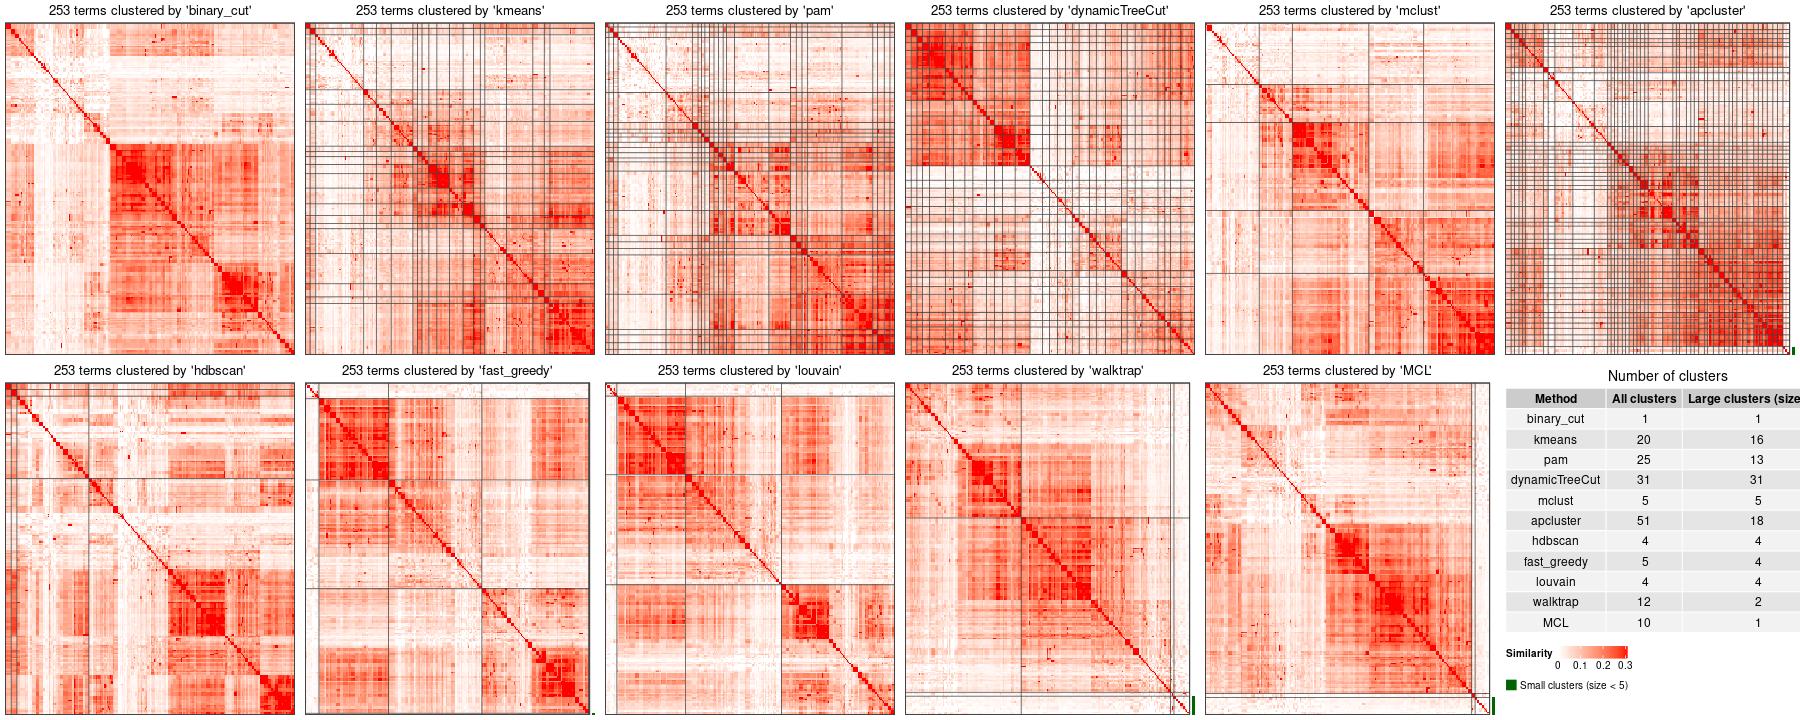 253 terms clustered by 'binary_cut'
253 terms clustered by 'kmeans'
253 terms clustered by 'pam'
253 terms clustered by 'dynamicTreeCut'
253 terms clustered by 'mclust'
253 terms clustered by 'apcluster'
253 terms clustered by 'hdbscan'
253 terms clustered by 'fast_greedy'
253 terms clustered by 'louvain'
253 terms clustered by 'walktrap'
253 terms clustered by 'MCL'
Number of clusters
Method All clusters Large clusters (size
binary_cut 1 1
kmeans 20 16
pam 25 13
dynamicTreeCut 31 31
mclust 5 5
apcluster 51 18
hdbscan 4 4
fast_greedy 5 4
louvain 4 4
walktrap 12 2
MCL 10 1
Similarity
0 0.1 0.2 0.3
Small clusters (size < 5)